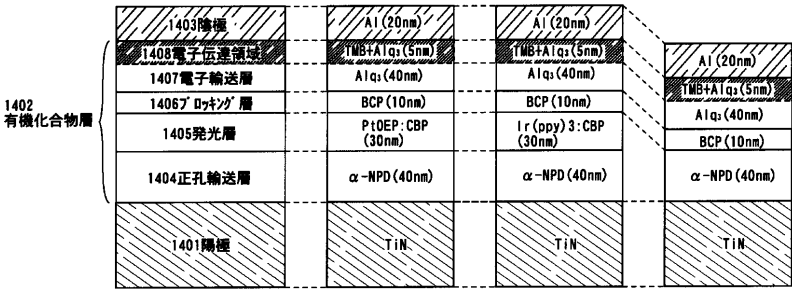 1402
有機化合物層
1403陰極
1408電子伝達領域
1407電子輸送層
1406ブロッキング層
1405発光層
1404正孔輸送層
1401陽極
Al(20nm)
TMB+Alq₃(5nm)
Alq₃(40nm)
BCP(10nm)
PtOEP:CBP
(30nm)
α-NPD(40nm)
TiN
Al(20nm)
TMB+Alq₃(5nm)
Alq₃(40nm)
BCP(10nm)
Ir(ppy)3:CBP
(30nm)
α-NPD(40nm)
TiN
Al(20nm)
TMB+Alq₃(5nm)
Alq₃(40nm)
BCP(10nm)
α-NPD(40nm)
TiN